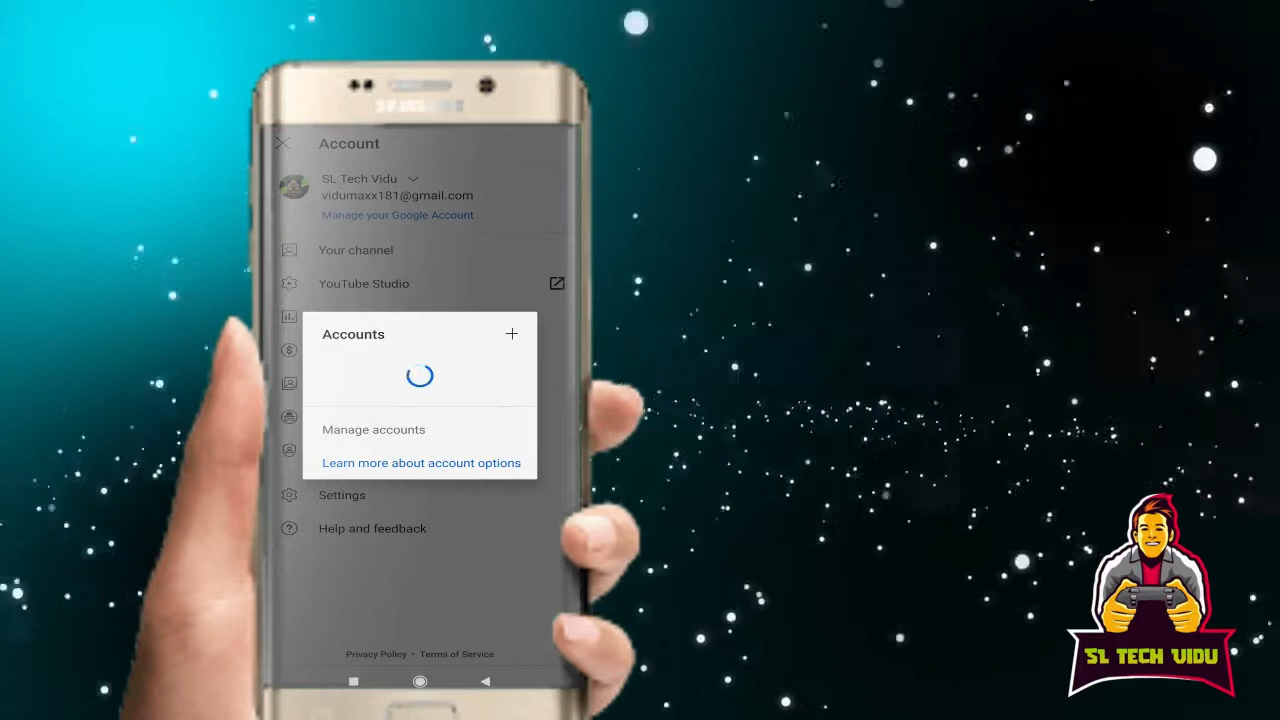 Account
SL Tech Vidu
vidumaxx181@gmail.com
Manage your Google Account
Your channel
YouTube Studio
Accounts
+
Manage accounts
Learn more about account options
Settings
Help and feedback
Privacy Policy • Terms of Service
SL TECH VIDU